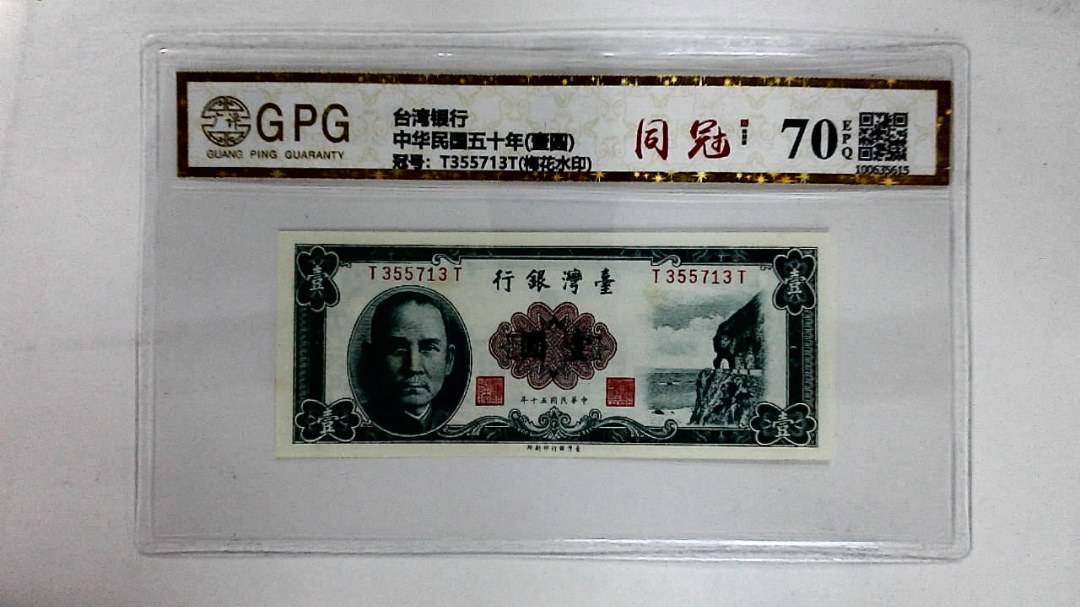 GPG
GUANG PING GUARANTY
台湾银行
中华民国五十年(壹圆)
冠号：T355713T(梅花水印)
同冠
70
EPQ
100635615
壹
壹
T355713T
行銀灣臺
T355713T
圓壹
年十五國民華中
壹
壹